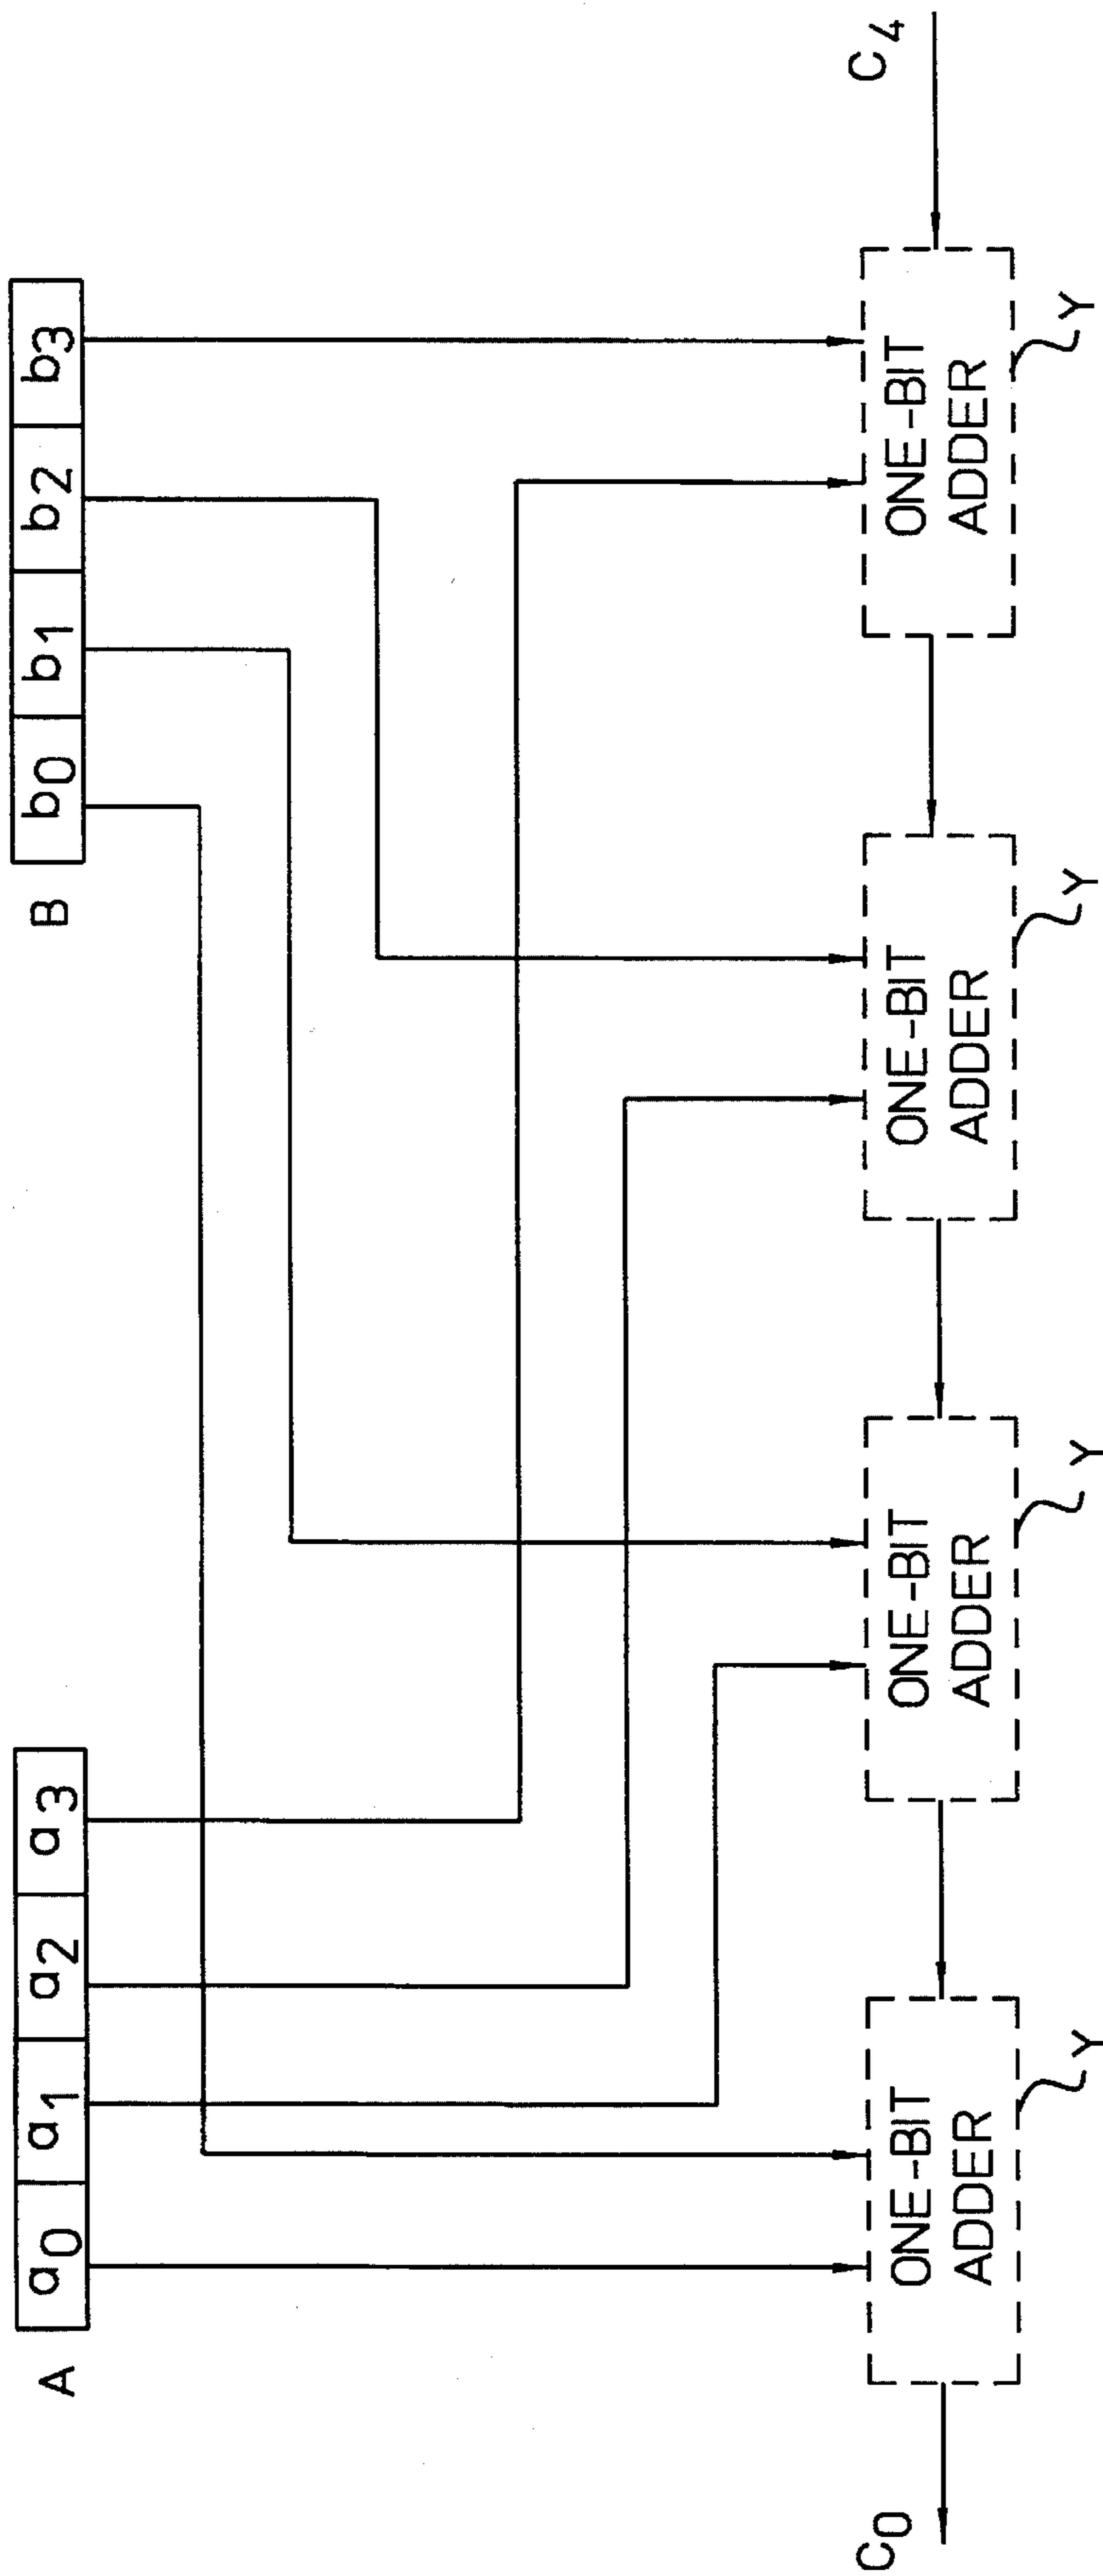 A
a0 a1 a2 a3
B
b0 b1 b2 b3
C0
ONE-BIT
ADDER
Y
ONE-BIT
ADDER
Y
ONE-BIT
ADDER
Y
ONE-BIT
ADDER
Y
C4